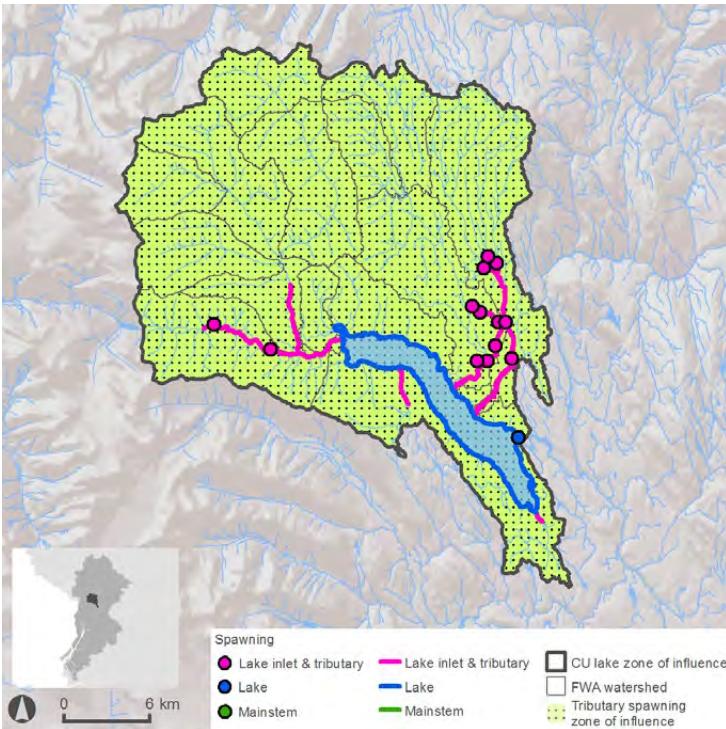 Spawning
Lake inlet & tributary
Lake
Mainstem
Lake inlet & tributary
Lake
Mainstem
CU lake zone of influence
FWA watershed
Tributary spawning
zone of influence
0 6 km